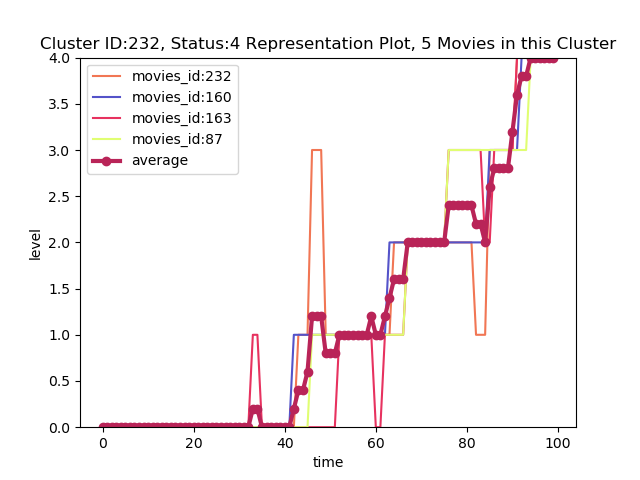 Cluster ID:232, Status:4 Representation Plot, 5 Movies in this Cluster
4.0
3.5
3.0
2.5
2.0
1.5
1.0
0.5
0.0
level
movies_id:232
movies_id:160
movies_id:163
movies_id:87
average
0
20
40
60
80
100
time